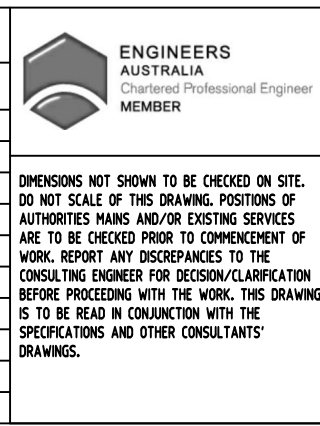 ENGINEERS
AUSTRALIA
Chartered Professional Engineer
MEMBER
DIMENSIONS NOT SHOWN TO BE CHECKED ON SITE.
DO NOT SCALE OF THIS DRAWING. POSITIONS OF
AUTHORITIES MAINS AND/OR EXISTING SERVICES
ARE TO BE CHECKED PRIOR TO COMMENCEMENT OF
WORK. REPORT ANY DISCREPANCIES TO THE
CONSULTING ENGINEER FOR DECISION/CLARIFICATION
BEFORE PROCEEDING WITH THE WORK. THIS DRAWING
IS TO BE READ IN CONJUNCTION WITH THE
SPECIFICATIONS AND OTHER CONSULTANTS'
DRAWINGS.